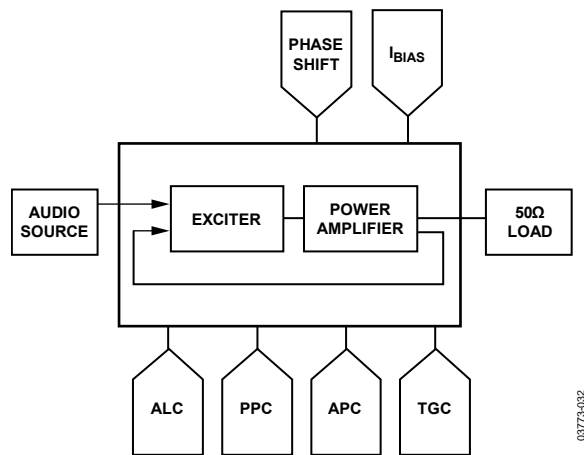 PHASE
SHIFT
IBIAS
AUDIO
SOURCE
EXCITER
POWER
AMPLIFIER
50Ω
LOAD
ALC
PPC
APC
TGC
03773-032